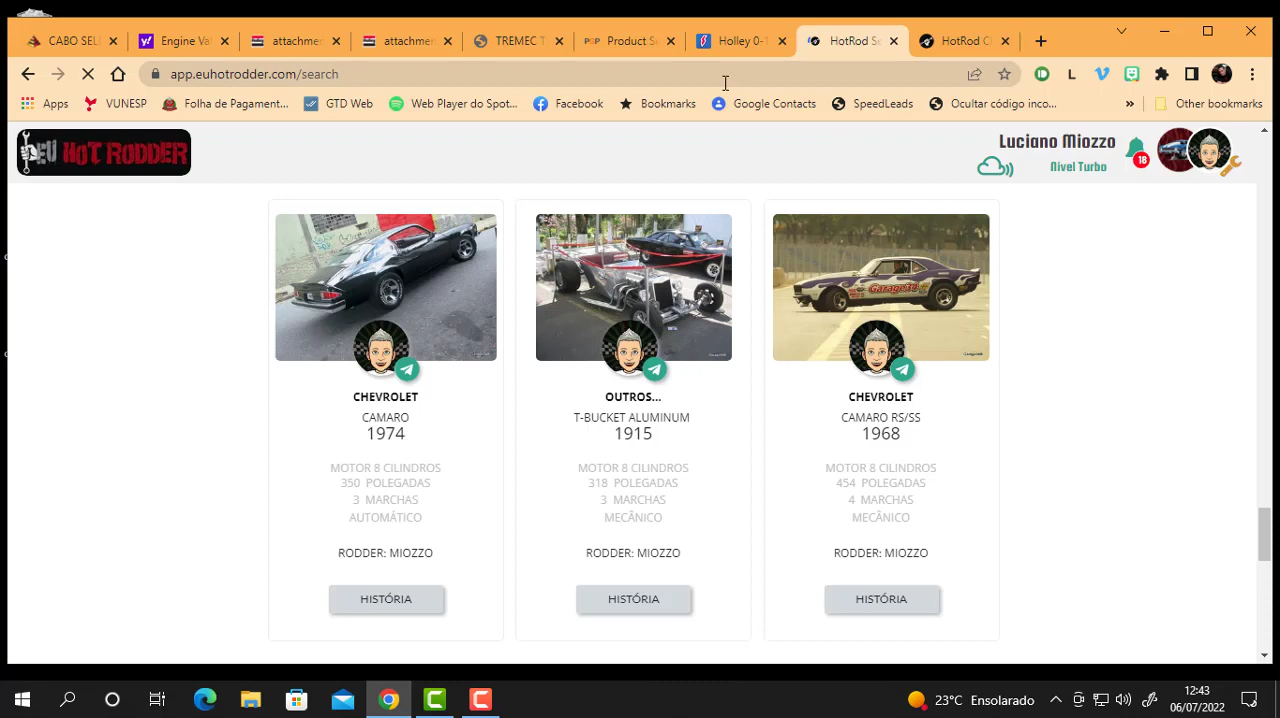 CABO SEL
Engine Va
attachme
attachme
TREMEC T
POP Product S
Holley 0-
HotRod Se
HotRod C
app.euhotrodder.com/search
L
Apps
VUNESP
Folha de Pagament...
GTD Web
Web Player do Spot...
Facebook
Bookmarks
Google Contacts
SpeedLeads
Ocultar código inco...
»
Other bookmarks
EU HOT RODDER
Luciano Miozzo
Nivel Turbo
18
Garage74
CHEVROLET
CAMARO
1974
MOTOR 8 CILINDROS
350 POLEGADAS
3 MARCHAS
AUTOMÁTICO
RODDER: MIOZZO
HISTÓRIA
OUTROS...
T-BUCKET ALUMINUM
1915
MOTOR 8 CILINDROS
318 POLEGADAS
3 MARCHAS
MECÂNICO
RODDER: MIOZZO
HISTÓRIA
CHEVROLET
CAMARO RS/SS
1968
MOTOR 8 CILINDROS
454 POLEGADAS
4 MARCHAS
MECÂNICO
RODDER: MIOZZO
HISTÓRIA
23°C Ensolarado
12:43
06/07/2022